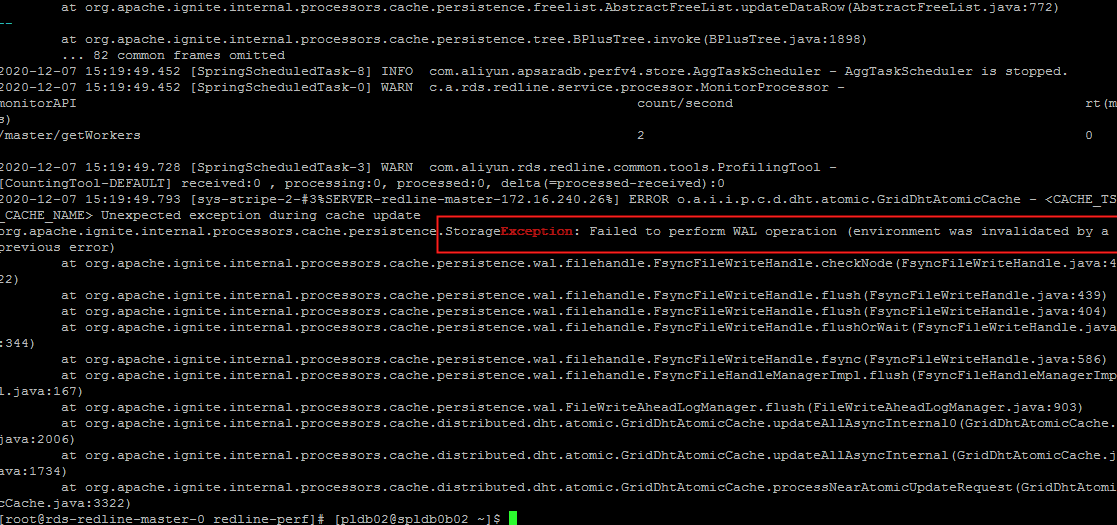 at org.apache.ignite.internal.processors.cache.persistence.freelist.AbstractFreeList.updateDataRow(AbstractFreeList.java:772)
--
at org.apache.ignite.internal.processors.cache.persistence.tree.BPlusTree.invoke(BPlusTree.java:1898)
... 82 common frames omitted
2020-12-07 15:19:49.452 [SpringScheduledTask-8] INFO  com.aliyun.apsaradb.perfv4.store.AggTaskScheduler - AggTaskScheduler is stopped.
2020-12-07 15:19:49.452 [SpringScheduledTask-0] WARN  c.a.rds.redline.service.processor.MonitorProcessor -
monitorAPI count/second rt(m
s)
/master/getWorkers 2 0
2020-12-07 15:19:49.728 [SpringScheduledTask-3] WARN  com.aliyun.rds.redline.common.tools.ProfilingTool -
[CountingTool-DEFAULT] received:0 , processing:0, processed:0, delta(=processed-received):0
2020-12-07 15:19:49.793 [sys-stripe-2-#3%SERVER-redline-master-172.16.240.26%] ERROR o.a.i.i.p.c.d.dht.atomic.GridDhtAtomicCache - <CACHE_TS
_CACHE_NAME> Unexpected exception during cache update
org.apache.ignite.internal.processors.cache.persistence.StorageException: Failed to perform WAL operation (environment was invalidated by a
previous error)
at org.apache.ignite.internal.processors.cache.persistence.wal.filehandle.FsyncFileWriteHandle.checkNode(FsyncFileWriteHandle.java:4
22)
at org.apache.ignite.internal.processors.cache.persistence.wal.filehandle.FsyncFileWriteHandle.flush(FsyncFileWriteHandle.java:439)
at org.apache.ignite.internal.processors.cache.persistence.wal.filehandle.FsyncFileWriteHandle.flush(FsyncFileWriteHandle.java:404)
at org.apache.ignite.internal.processors.cache.persistence.wal.filehandle.FsyncFileWriteHandle.flushOrWait(FsyncFileWriteHandle.java
:344)
at org.apache.ignite.internal.processors.cache.persistence.wal.filehandle.FsyncFileWriteHandle.fsync(FsyncFileWriteHandle.java:586)
at org.apache.ignite.internal.processors.cache.persistence.wal.filehandle.FsyncFileHandleManagerImpl.flush(FsyncFileHandleManagerImp
l.java:167)
at org.apache.ignite.internal.processors.cache.persistence.wal.FileWriteAheadLogManager.flush(FileWriteAheadLogManager.java:903)
at org.apache.ignite.internal.processors.cache.distributed.dht.atomic.GridDhtAtomicCache.updateAllAsyncInternal0(GridDhtAtomicCache.
java:2006)
at org.apache.ignite.internal.processors.cache.distributed.dht.atomic.GridDhtAtomicCache.updateAllAsyncInternal(GridDhtAtomicCache.j
ava:1734)
at org.apache.ignite.internal.processors.cache.distributed.dht.atomic.GridDhtAtomicCache.processNearAtomicUpdateRequest(GridDhtAtomi
cCache.java:3322)
[root@rds-redline-master-0 redline-perf]# [pldb02@spldb0b02 ~]$